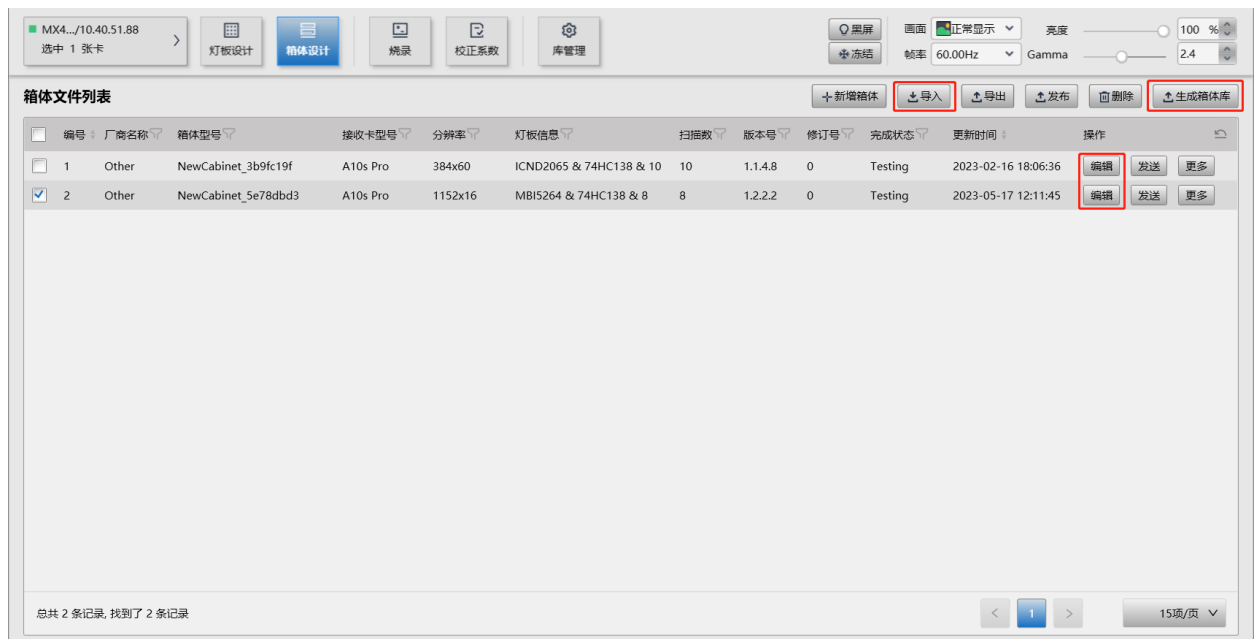 MX4.../10.40.51.88
选中 1 张卡
灯板设计
箱体设计
烧录
校正系数
库管理
黑屏
冻结
画面 正常显示 亮度 100 %
帧率 60.00Hz Gamma 2.4
箱体文件列表
新增箱体 导入 导出 发布 删除 生成箱体库
编号 厂商名称 箱体型号 接收卡型号 分辨率 灯板信息 扫描数 版本号 修订号 完成状态 更新时间 操作
1 Other NewCabinet_3b9fc19f A10s Pro 384x60 ICND2065 & 74HC138 & 10 10 1.1.4.8 0 Testing 2023-02-16 18:06:36 编辑 发送 更多
2 Other NewCabinet_5e78dbd3 A10s Pro 1152x16 MBI5264 & 74HC138 & 8 8 1.2.2.2 0 Testing 2023-05-17 12:11:45 编辑 发送 更多
总共 2 条记录, 找到了 2 条记录
< 1 > 15项/页